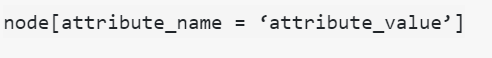 node[attribute_name = ‘attribute_value’]